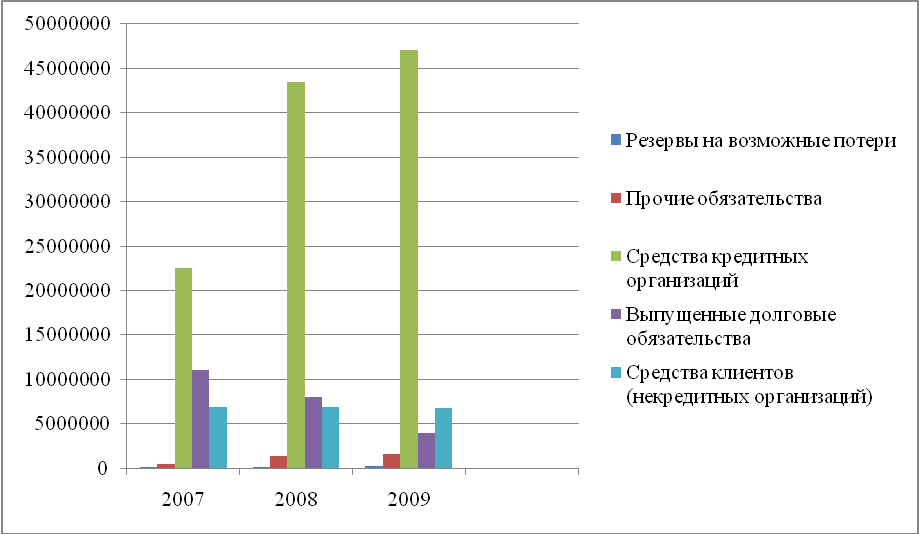 50000000
45000000
40000000
35000000
30000000
25000000
20000000
15000000
10000000
5000000
0
2007 2008 2009
Резервы на возможные потери
Прочие обязательства
Средства кредитных
организаций
Выпущенные долговые
обязательства
Средства клиентов
(некредитных организаций)